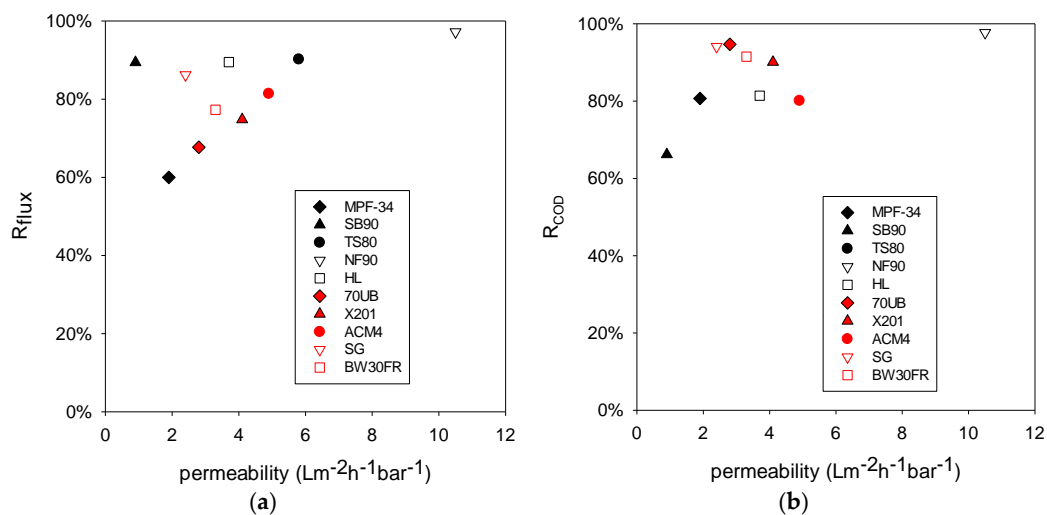 100%
80%
60%
40%
20%
0%
Rflux
MPF-34
SB90
TS80
NF90
HL
70UB
X201
ACM4
SG
BW30FR
0 2 4 6 8 10 12
permeability (Lm-2h-1bar-1)
(a)
100%
80%
60%
40%
20%
0%
RCOD
MPF-34
SB90
TS80
NF90
HL
70UB
X201
ACM4
SG
BW30FR
0 2 4 6 8 10 12
permeability (Lm-2h-1bar-1)
(b)